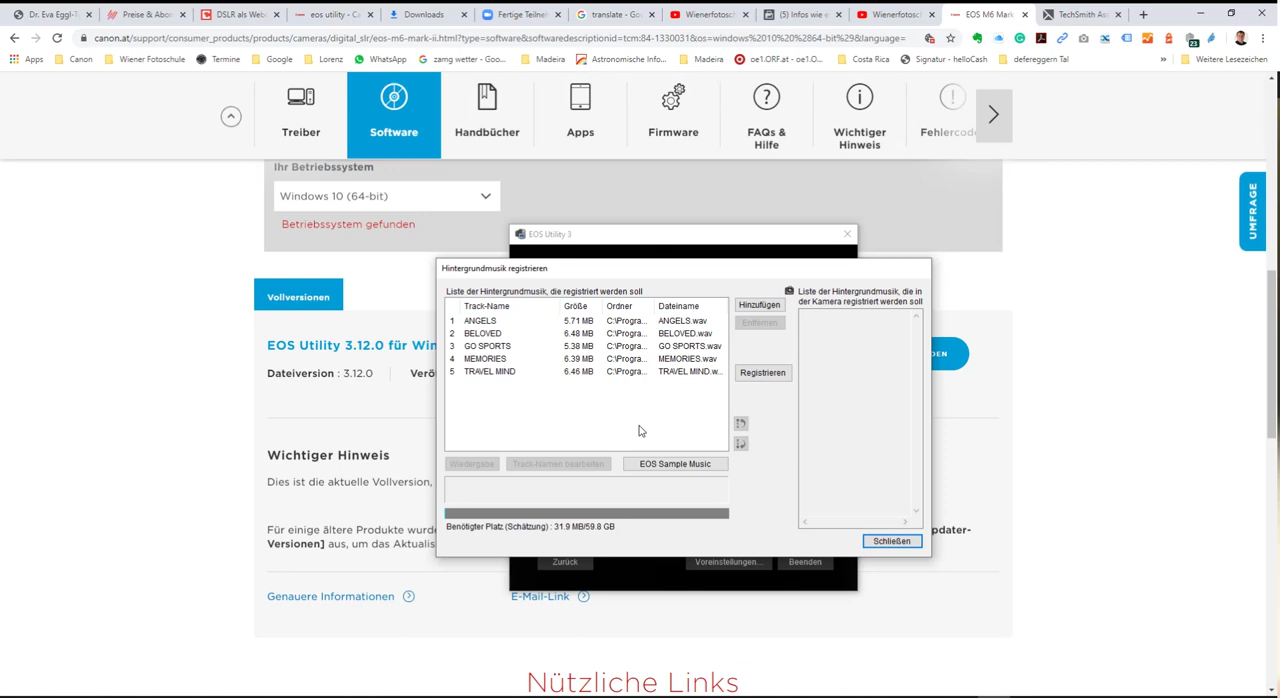 Dr. Eva Eggl-T
Preise & Abo
DSLR als We
eos utility - Ca
Downloads
Fertige Teilne
translate - Go
Wienerfotosc
(5) Infos wie e
Wienerfotosc
EOS M6 Mark
TechSmith As
canon.at/support/consumer_products/products/cameras/digital_slr/eos-m6-mark-ii.html?type=software&softwaredescriptionid=tcm:84-1330031&os=windows%2010%20%2864-bit%29&language=
23
Apps
Canon
Wiener Fotoschule
Termine
Google
Lorenz
WhatsApp
zamg wetter - Goo...
Madeira
Astronomische Info...
Madeira
oe1.ORF.at - oe1.O...
Costa Rica
Signatur - helloCash
defereggern Tal
»
Weitere Lesezeichen
Treiber
Software
Handbücher
Apps
Firmware
FAQs &
Hilfe
Wichtiger
Hinweis
Fehlercode
Ihr Betriebssystem
Windows 10 (64-bit)
Betriebssystem gefunden
UMFRAGE
EOS Utility 3
Hintergrundmusik registrieren
Liste der Hintergrundmusik, die registriert werden soll
Liste der Hintergrundmusik, die in
der Kamera registriert werden soll
Track-Name Größe Ordner Dateiname
1 ANGELS 5.71 MB C:\Progra... ANGELS.wav
2 BELOVED 6.48 MB C:\Progra... BELOVED.wav
3 GO SPORTS 5.38 MB C:\Progra... GO SPORTS.wav
4 MEMORIES 6.39 MB C:\Progra... MEMORIES.wav
5 TRAVEL MIND 6.46 MB C:\Progra... TRAVEL MIND.w...
Hinzufügen
Entfernen
Registrieren
Wiedergabe
Track-Namen bearbeiten
EOS Sample Music
Benötigter Platz (Schätzung) : 31.9 MB/59.8 GB
Schließen
Zurück
Voreinstellungen...
Beenden
Vollversionen
EOS Utility 3.12.0 für Win
DEN
Dateiversion : 3.12.0
Verö
Wichtiger Hinweis
Dies ist die aktuelle Vollversion,
Für einige ältere Produkte wurde
pdater-
Versionen] aus, um das Aktualis
Genauere Informationen
E-Mail-Link
Nützliche Links